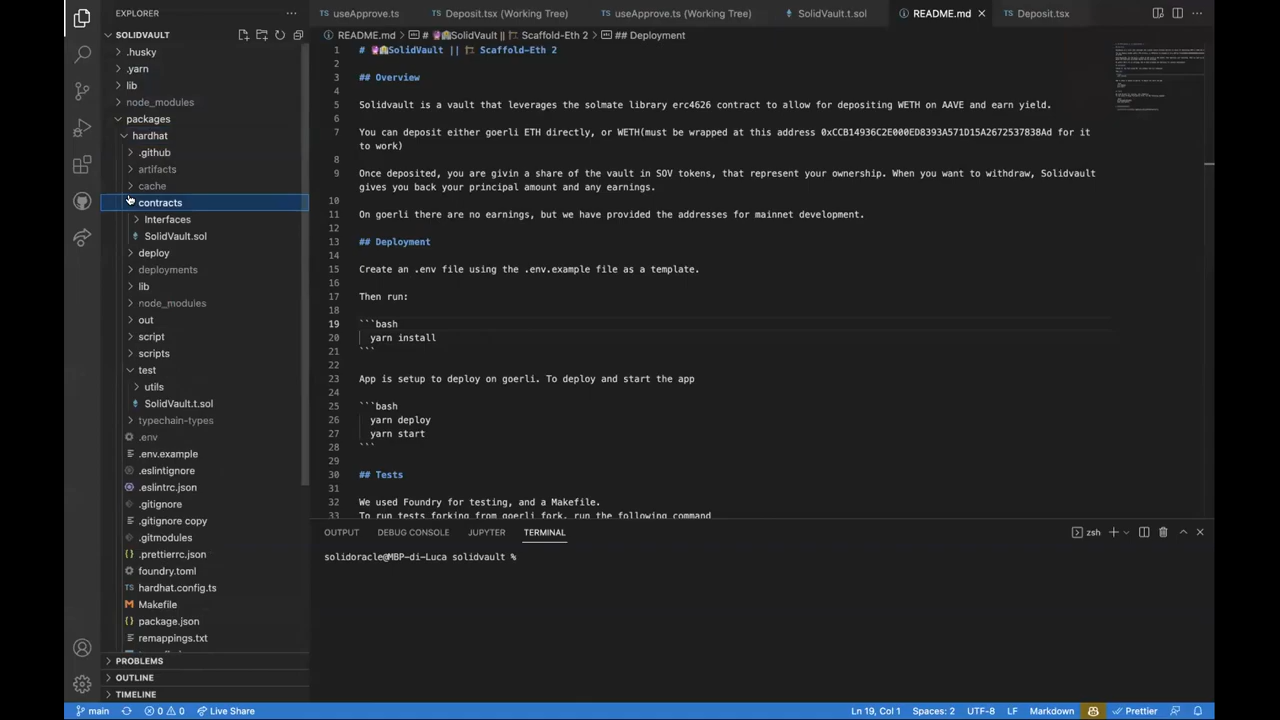 EXPLORER
SOLIDVAULT
.husky
.yarn
lib
node_modules
packages
hardhat
.github
artifacts
cache
contracts
Interfaces
SolidVault.sol
deploy
deployments
lib
node_modules
out
script
scripts
test
utils
SolidVault.t.sol
typechain-types
.env
.env.example
.eslintignore
.eslintrc.json
.gitignore
.gitignore copy
.gitmodules
.prettierrc.json
foundry.toml
hardhat.config.ts
Makefile
package.json
remappings.txt
PROBLEMS
OUTLINE
TIMELINE
useApprove.ts
Deposit.tsx (Working Tree)
useApprove.ts (Working Tree)
SolidVault.t.sol
README.md
Deposit.tsx
README.md > # 🔮🏰SolidVault || 🏗 Scaffold-Eth 2 > ## Deployment
1 # 🔮🏰SolidVault || 🏗 Scaffold-Eth 2
2
3 ## Overview
4
5 Solidvault is a vault that leverages the solmate library erc4626 contract to allow for depositing WETH on AAVE and earn yield.
6
7 You can deposit either goerli ETH directly, or WETH(must be wrapped at this address 0xCCB14936C2E000ED8393A571D15A2672537838Ad for it
to work)
8
9 Once deposited, you are givin a share of the vault in SOV tokens, that represent your ownership. When you want to withdraw, Solidvault
gives you back your principal amount and any earnings.
10
11 On goerli there are no earnings, but we have provided the addresses for mainnet development.
12
13 ## Deployment
14
15 Create an .env file using the .env.example file as a template.
16
17 Then run:
18
19 ```bash
20 yarn install
21 ```
22
23 App is setup to deploy on goerli. To deploy and start the app
24
25 ```bash
26 yarn deploy
27 yarn start
28 ```
29
30 ## Tests
31
32 We used Foundry for testing, and a Makefile.
33 To run tests forking from goerli fork, run the following command
OUTPUT DEBUG CONSOLE JUPYTER TERMINAL
zsh
solidoracle@MBP-di-Luca solidvault %
main
0 0
Live Share
Ln 19, Col 1
Spaces: 2
UTF-8
LF
Markdown
Prettier